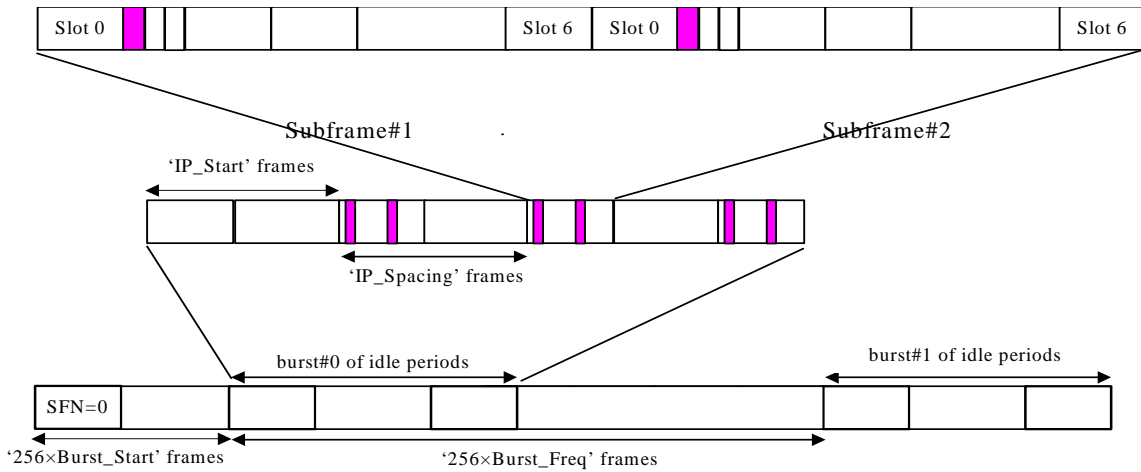 Slot 0 Slot 6 Slot 0 Slot 6
Subframe#1 Subframe#2
‘IP_Start’ frames
‘IP_Spacing’ frames
burst#0 of idle periods burst#1 of idle periods
SFN=0
‘256×Burst_Start’ frames ‘256×Burst_Freq’ frames